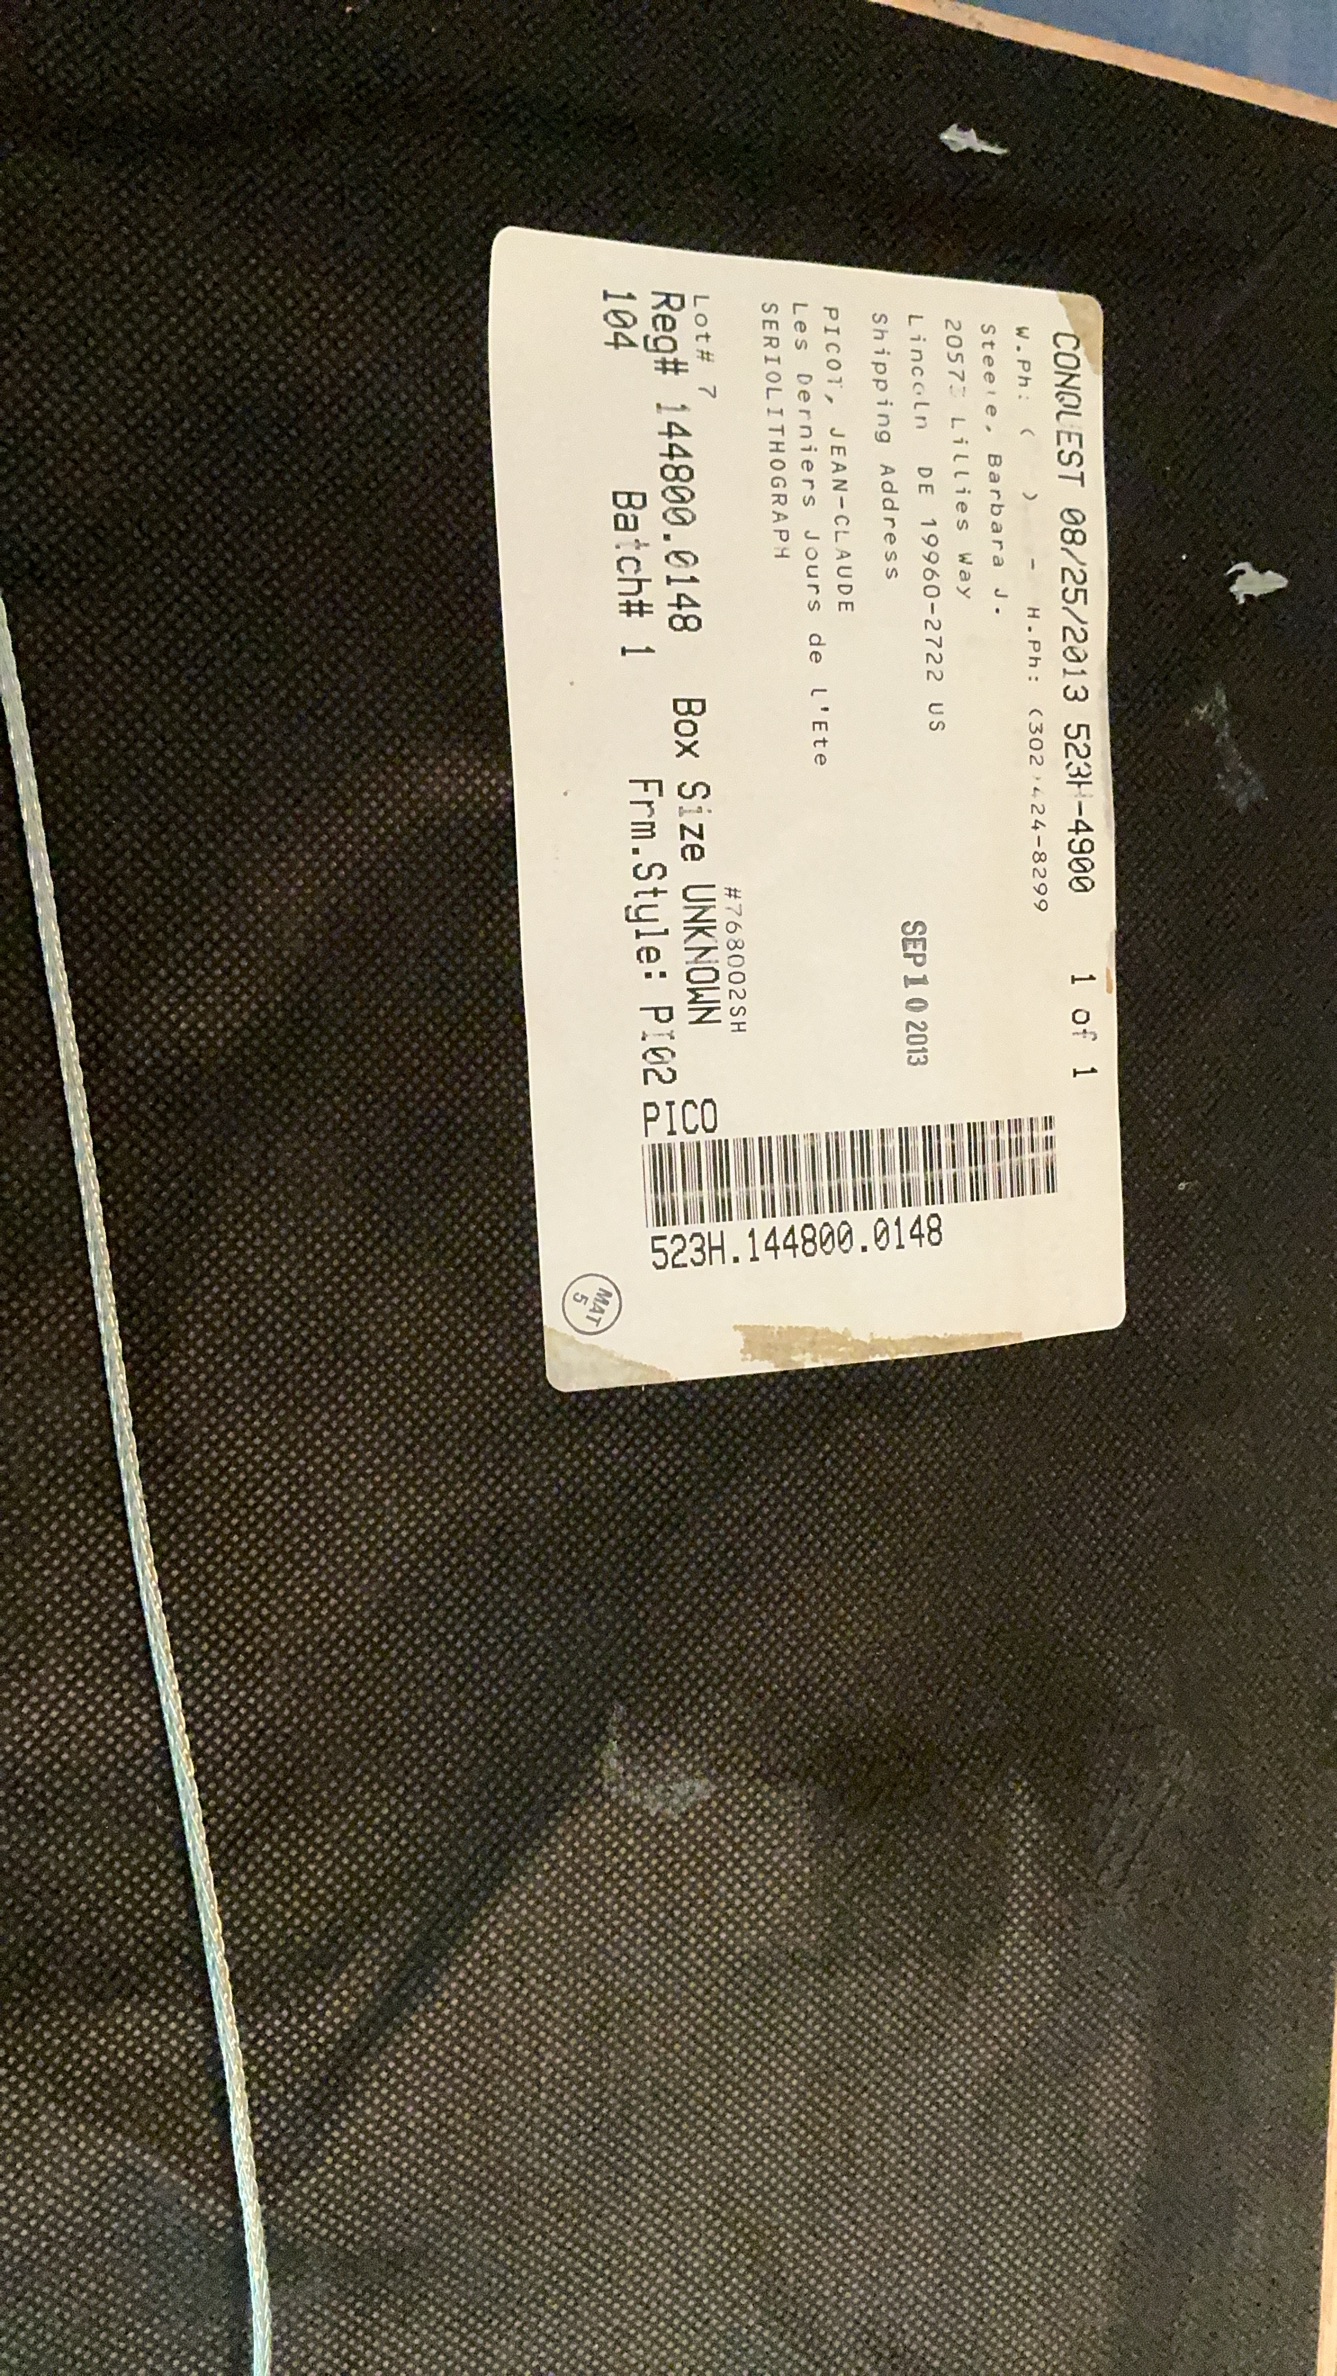 CONQUEST 08/25/2013 523H-4900 1 of 1
W.Ph: ( ) - H.Ph: (302) 424-8299
Steele, Barbara J.
Lillies Way
Lincoln DE 19960-2722 US
SEP 10 2013
Shipping Address
PICOT, JEAN-CLAUDE
Les Derniers Jours de L'Ete
SERIOLITHOGRAPH
#768002SH
Lot# 7
Reg# 144800.0148 Box Size UNKNOWN
104 Batch# 1 Frm.Style: PI02 PICO
523H.144800.0148
MAT
5